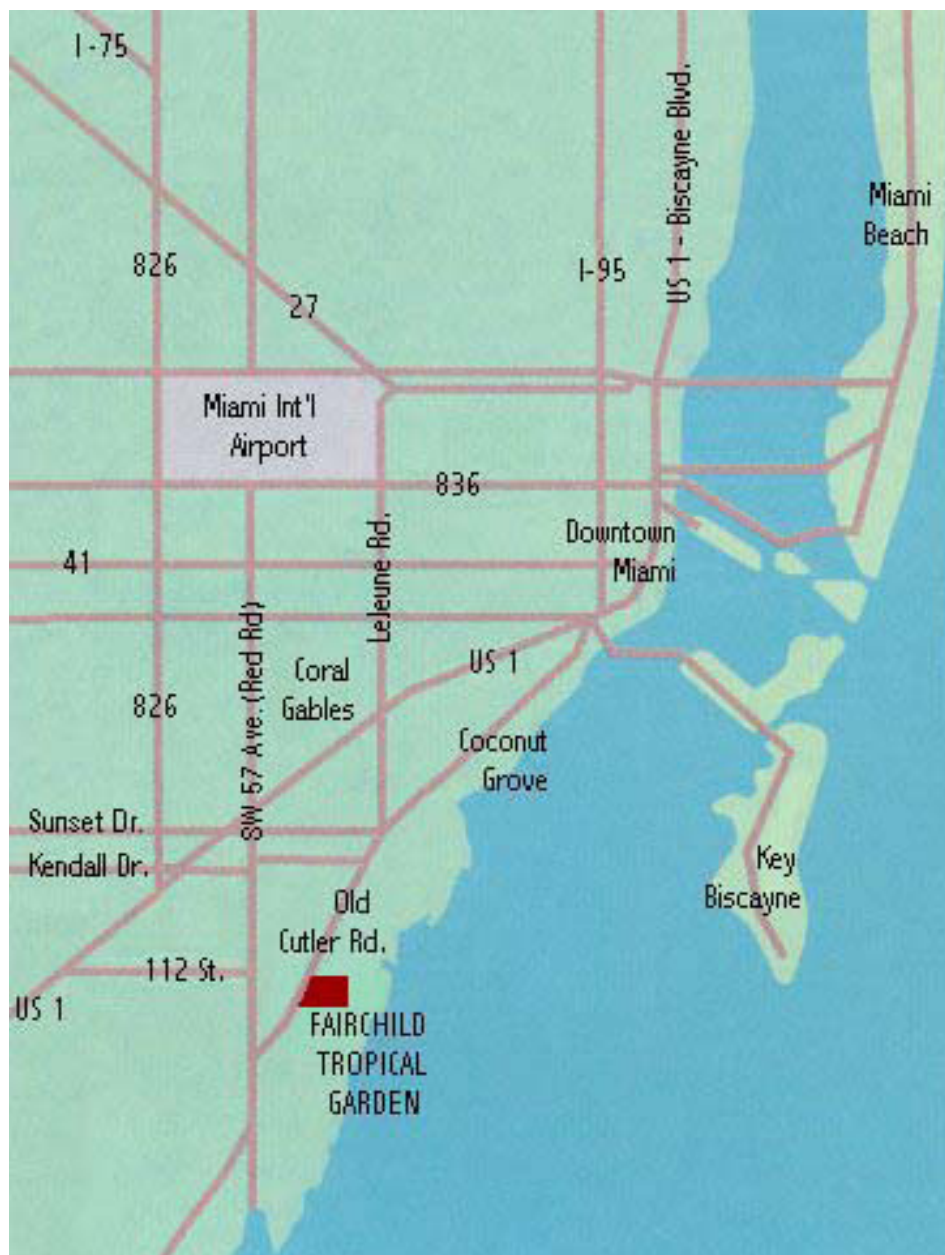 I-75
US 1 - Biscayne Blvd.
Miami
Beach
826
I-95
27
Miami Int'l
Airport
836
LeJeune Rd.
Downtown
Miami
41
SW 57 Ave. (Red Rd)
US 1
Coral
Gables
826
Coconut
Grove
Sunset Dr.
Kendall Dr.
Key
Biscayne
Old
Cutler Rd.
112 St.
US 1
FAIRCHILD
TROPICAL
GARDEN